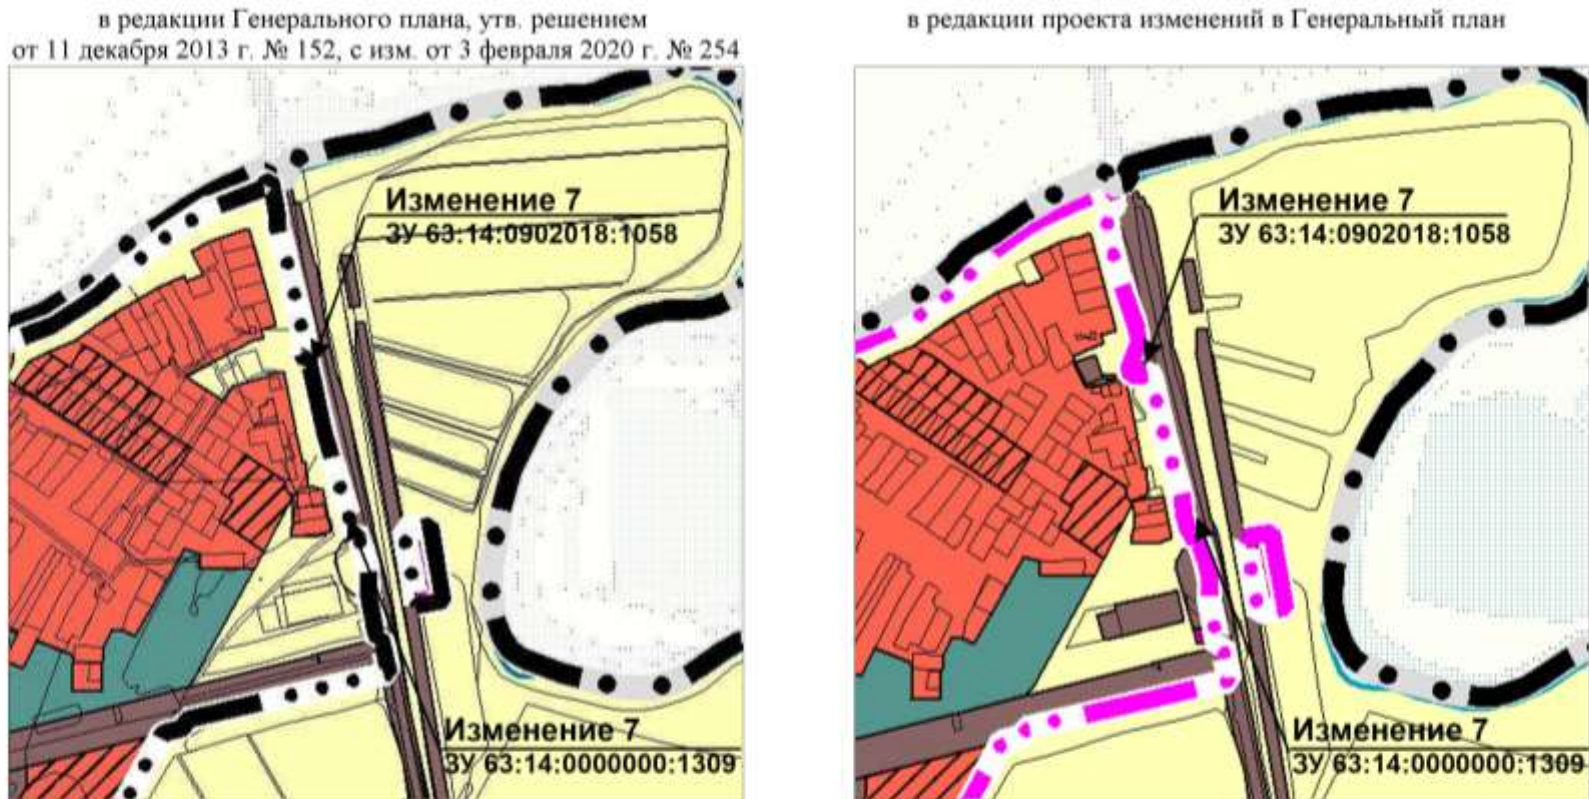 в редакции Генерального плана, утв. решением
от 11 декабря 2013 г. № 152, с изм. от 3 февраля 2020 г. № 254
Изменение 7
ЗУ 63:14:0902018:1058
Изменение 7
ЗУ 63:14:0000000:1309
в редакции проекта изменений в Генеральный план
Изменение 7
ЗУ 63:14:0902018:1058
Изменение 7
ЗУ 63:14:0000000:1309